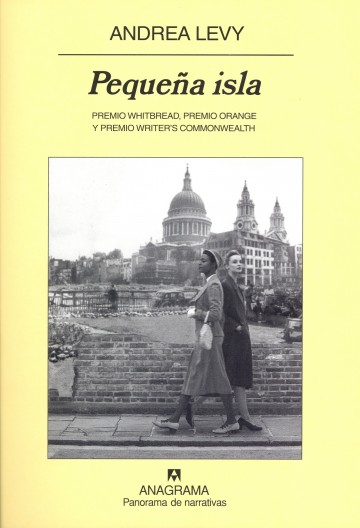 ANDREA LEVY
Pequeña isla
PREMIO WHITBREAD, PREMIO ORANGE
Y PREMIO WRITER'S COMMONWEALTH
ANAGRAMA
Panorama de narrativas